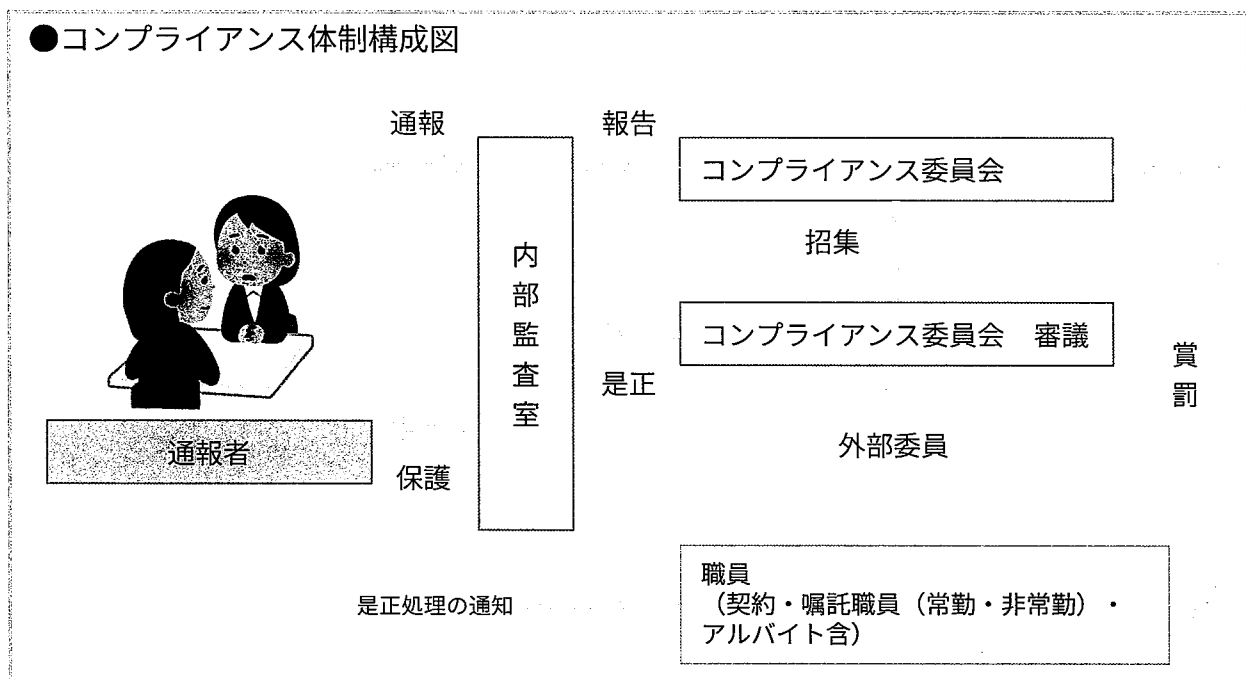 ●コンプライアンス体制構成図
通報
報告
コンプライアンス委員会
招集
内部監査室
コンプライアンス委員会　審議
賞罰
是正
外部委員
通報者
保護
職員
（契約・嘱託職員（常勤・非常勤）・
アルバイト含）
是正処理の通知